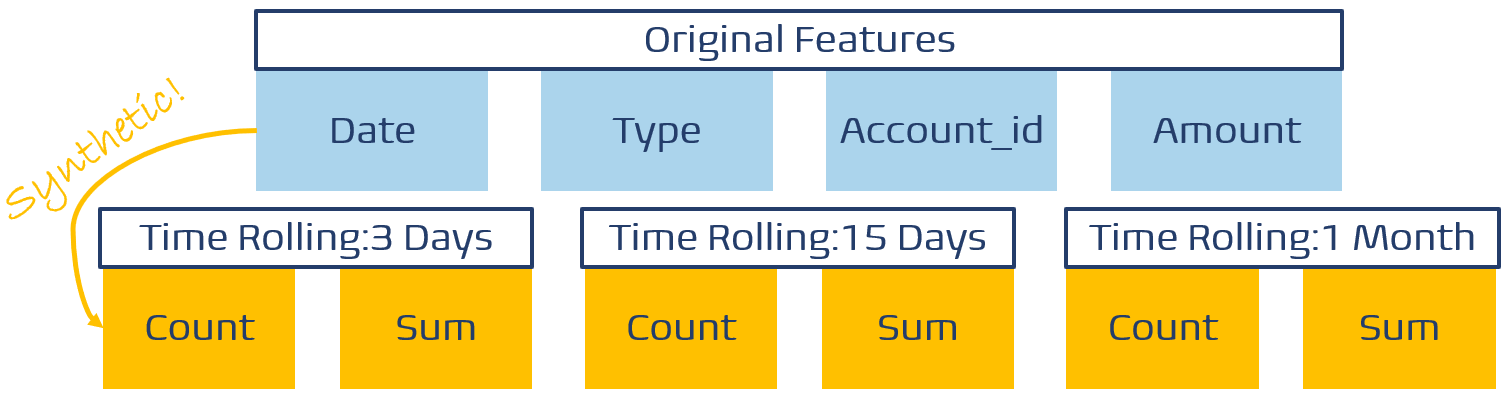 Original Features
Synthetic!
Date Type Account_id Amount
Time Rolling:3 Days Time Rolling:15 Days Time Rolling:1 Month
Count Sum Count Sum Count Sum